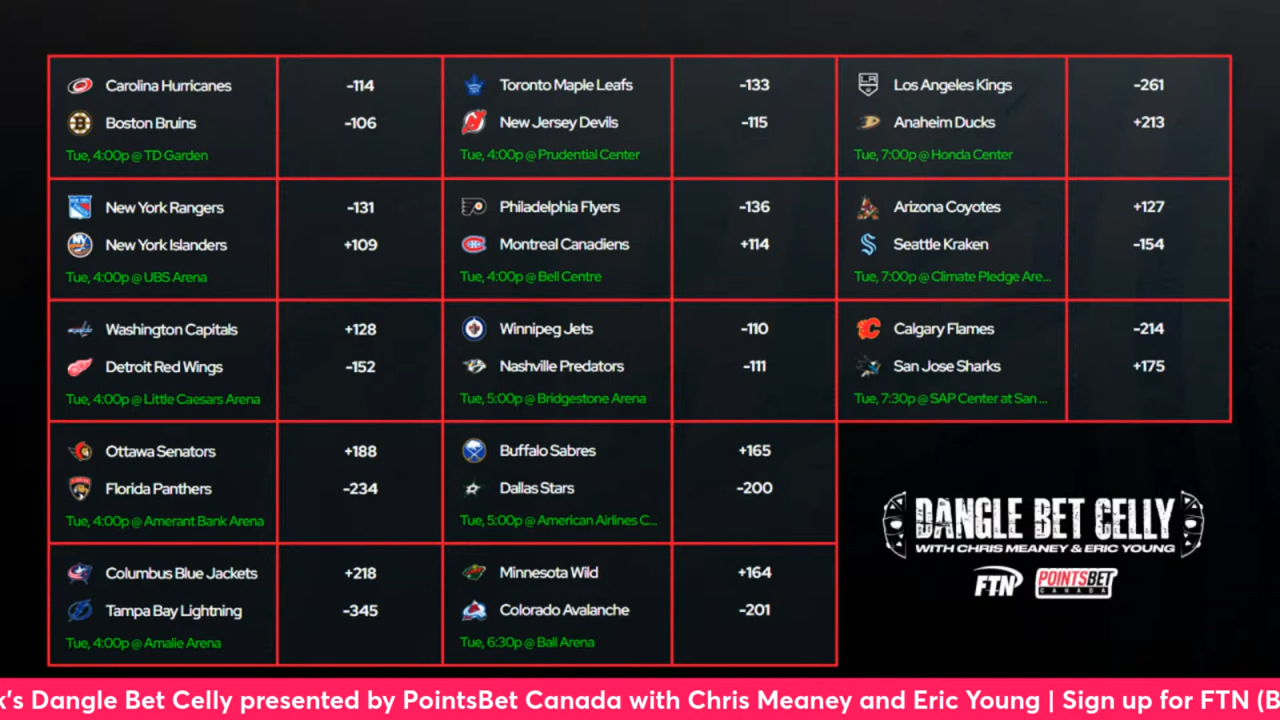 Carolina Hurricanes -114
Boston Bruins -106
Tue, 4:00p @ TD Garden
New York Rangers -131
New York Islanders +109
Tue, 4:00p @ UBS Arena
Washington Capitals +128
Detroit Red Wings -152
Tue, 4:00p @ Little Caesars Arena
Ottawa Senators +188
Florida Panthers -234
Tue, 4:00p @ Amerant Bank Arena
Columbus Blue Jackets +218
Tampa Bay Lightning -345
Tue, 4:00p @ Amalie Arena
Toronto Maple Leafs -133
New Jersey Devils -115
Tue, 4:00p @ Prudential Center
Philadelphia Flyers -136
Montreal Canadiens +114
Tue, 4:00p @ Bell Centre
Winnipeg Jets -110
Nashville Predators -111
Tue, 5:00p @ Bridgestone Arena
Buffalo Sabres +165
Dallas Stars -200
Tue, 5:00p @ American Airlines C...
Minnesota Wild +164
Colorado Avalanche -201
Tue, 6:30p @ Ball Arena
Los Angeles Kings -261
Anaheim Ducks +213
Tue, 7:00p @ Honda Center
Arizona Coyotes +127
Seattle Kraken -154
Tue, 7:00p @ Climate Pledge Are...
Calgary Flames -214
San Jose Sharks +175
Tue, 7:30p @ SAP Center at San ...
DANGLE BET CELLY
WITH CHRIS MEANEY & ERIC YOUNG
FTN POINTSBET
CANADA
k's Dangle Bet Celly presented by PointsBet Canada with Chris Meaney and Eric Young | Sign up for FTN (B